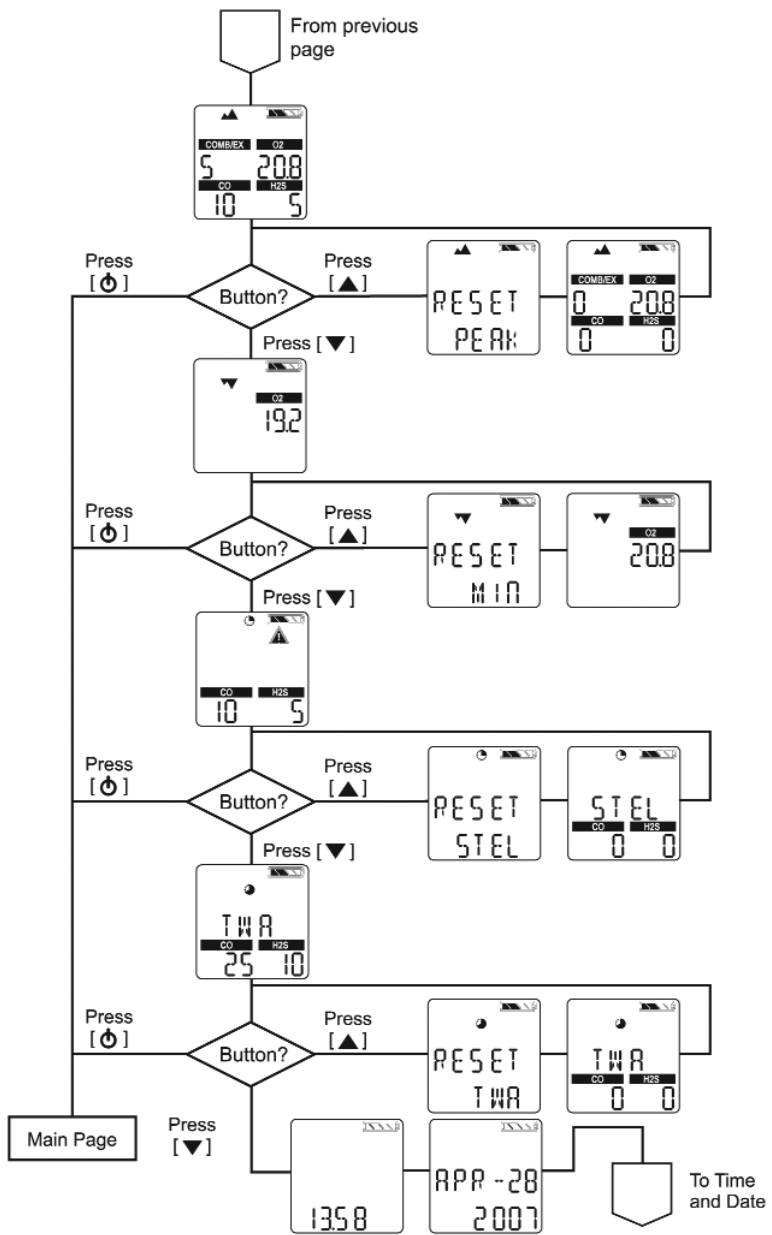 From previous
page
COMB/EX O2
5 20.8
CO H2S
10 5
Press
[ ]
Button?
Press
[▲]
RESET
PEAK
COMB/EX O2
0 20.8
CO H2S
0 0
Press [▼]
O2
19.2
Press
[ ]
Button?
Press
[▲]
RESET
MIN
O2
20.8
Press [▼]
CO H2S
10 5
Press
[ ]
Button?
Press
[▲]
RESET
STEL
STEL
CO H2S
0 0
Press [▼]
TWA
CO H2S
25 10
Press
[ ]
Button?
Press
[▲]
RESET
TWA
TWA
CO H2S
0 0
Main Page
Press
[▼]
13:58
APR-28
2007
To Time
and Date